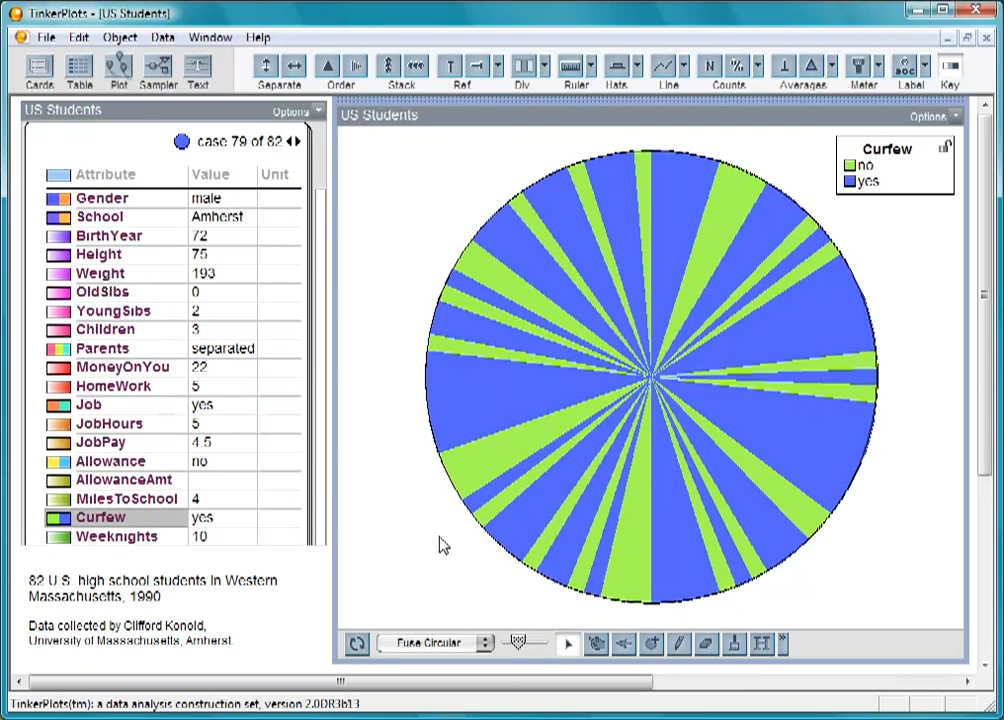 TinkerPlots - [US Students]
File Edit Object Data Window Help
Cards Table Plot Sampler Text Separate Order Stack Ref Div Ruler Hats Line Counts Averages Meter Label Key
US Students Options
case 79 of 82
Attribute Value Unit
Gender male
School Amherst
BirthYear 72
Height 75
Weight 193
OldSibs 0
YoungSibs 2
Children 3
Parents separated
MoneyOnYou 22
HomeWork 5
Job yes
JobHours 5
JobPay 4.5
Allowance no
AllowanceAmt
MilesToSchool 4
Curfew yes
Weeknights 10
82 U.S. high school students in Western
Massachusetts, 1990
Data collected by Clifford Konold,
University of Massachusetts, Amherst.
US Students Options
Curfew
no
yes
Fuse Circular
TinkerPlots(tm): a data analysis construction set, version 2.0DR3b13